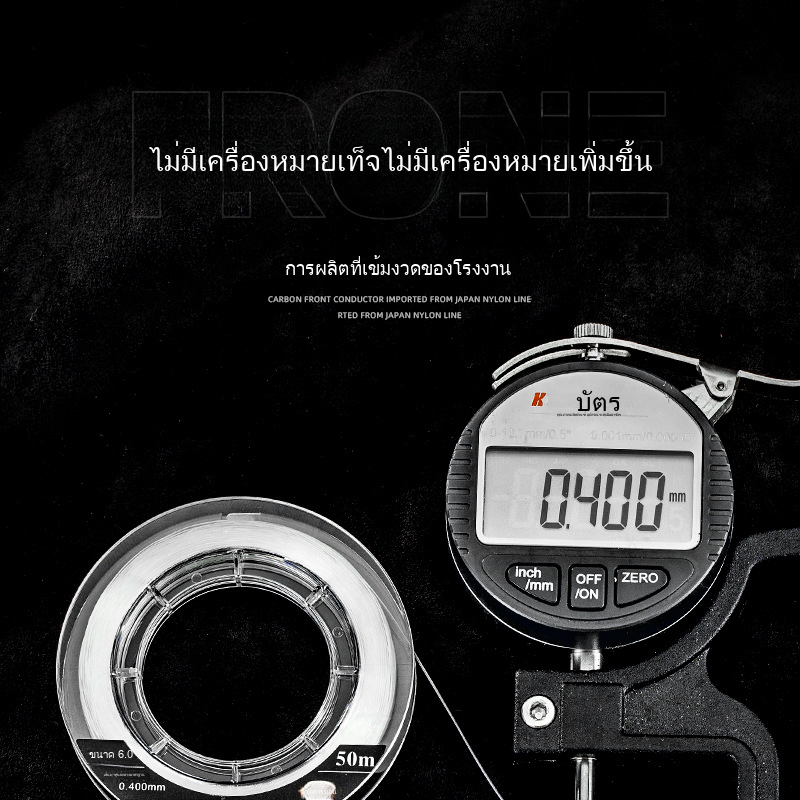 FRONE
ไม่มีเครื่องหมายเท็จไม่มีเครื่องหมายเพิ่มขึ้น
การผลิตที่เข้มงวดของโรงงาน
CARBON FRONT CONDUCTOR IMPORTED FROM JAPAN NYLON LINE
RTED FROM JAPAN NYLON LINE
K
บัตร
0.400 mm
inch
/mm
OFF
/ON
ZERO
ขนาด 6.0
50m
0.400mm